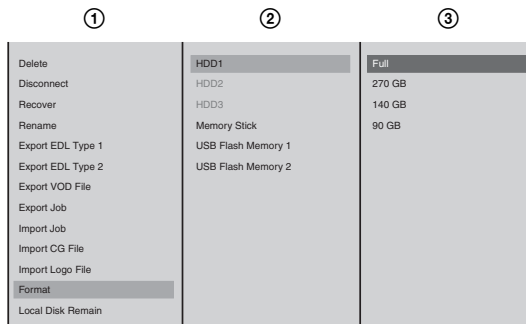 1
2
3
Delete
Disconnect
Recover
Rename
Export EDL Type 1
Export EDL Type 2
Export VOD File
Export Job
Import Job
Import CG File
Import Logo File
Format
Local Disk Remain
HDD1
HDD2
HDD3
Memory Stick
USB Flash Memory 1
USB Flash Memory 2
Full
270 GB
140 GB
90 GB